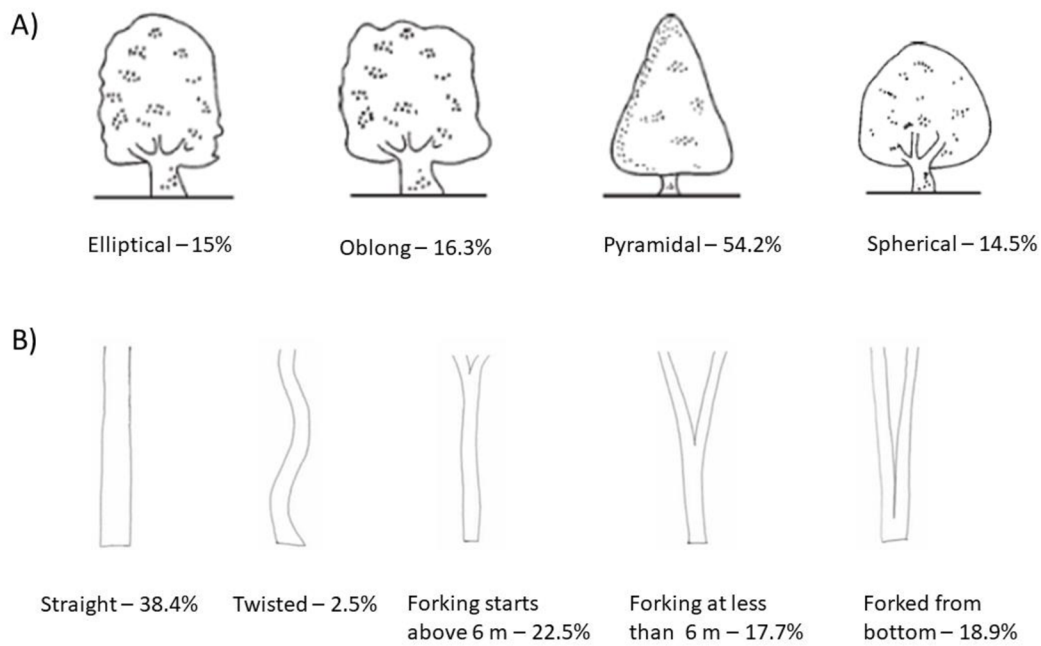 A)
Elliptical – 15%
Oblong – 16.3%
Pyramidal – 54.2%
Spherical – 14.5%
B)
Straight – 38.4%
Twisted – 2.5%
Forking starts
above 6 m – 22.5%
Forking at less
than 6 m – 17.7%
Forked from
bottom – 18.9%